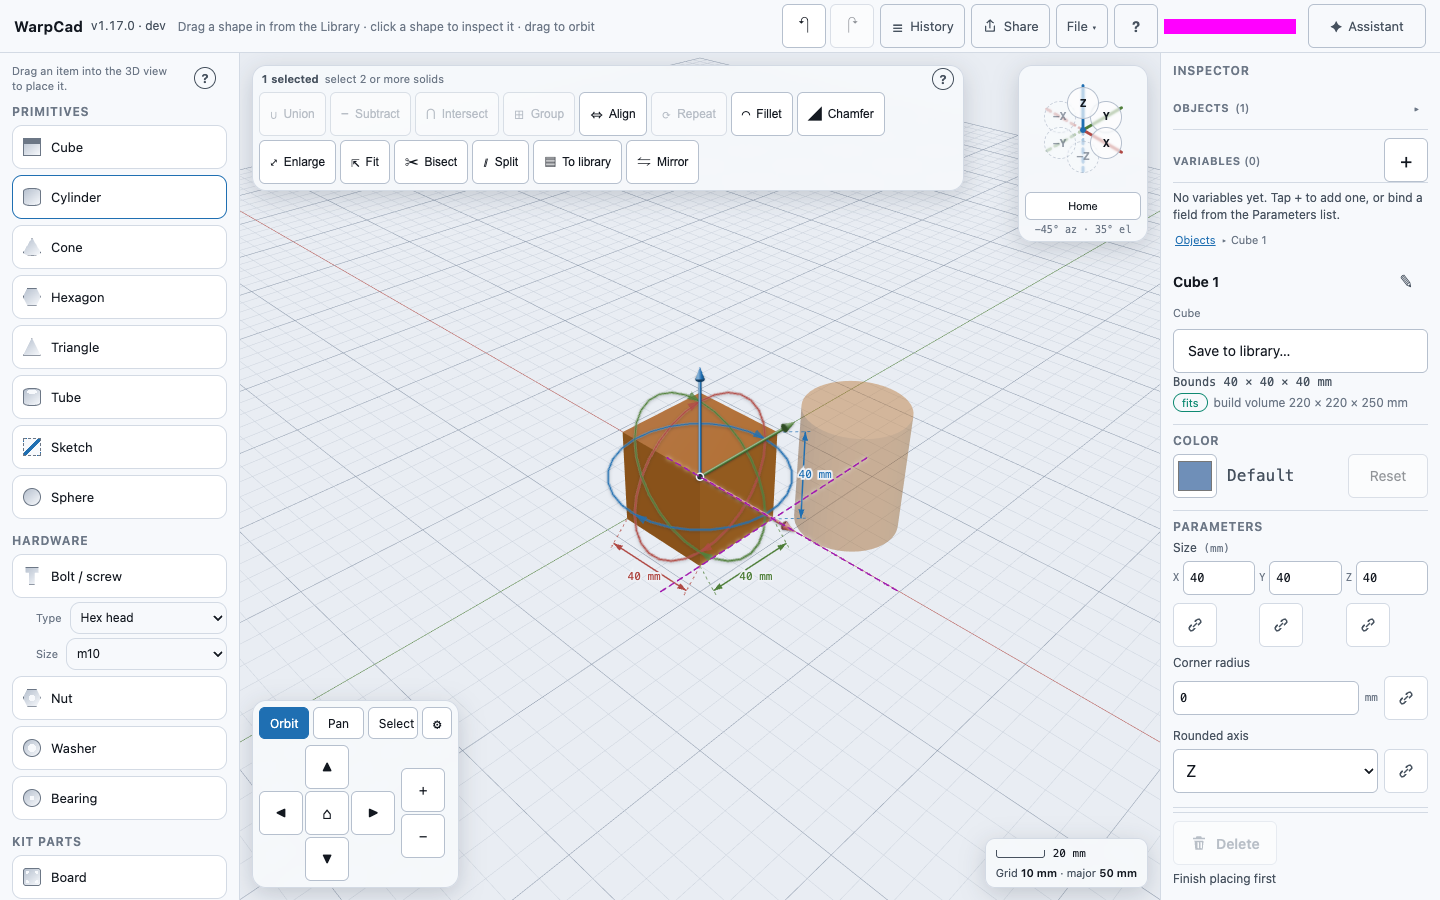 WarpCad v1.17.0 · dev Drag a shape in from the Library · click a shape to inspect it · drag to orbit
History Share File ? Assistant
Drag an item into the 3D view
to place it.
?
PRIMITIVES
Cube
Cylinder
Cone
Hexagon
Triangle
Tube
Sketch
Sphere
HARDWARE
Bolt / screw
Type Hex head
Size m10
Nut
Washer
Bearing
KIT PARTS
Board
1 selected select 2 or more solids ?
Union Subtract Intersect Group Align Repeat Fillet Chamfer
Enlarge Fit Bisect Split To library Mirror
Z
−X Y
−Y X
−Z
Home
−45° az · 35° el
40 mm
40 mm
40 mm
Orbit Pan Select
+
−
20 mm
Grid 10 mm · major 50 mm
INSPECTOR
OBJECTS (1)
VARIABLES (0) +
No variables yet. Tap + to add one, or bind a
field from the Parameters list.
Objects ▸ Cube 1
Cube 1
Cube
Save to library...
Bounds 40 × 40 × 40 mm
fits build volume 220 × 220 × 250 mm
COLOR
Default Reset
PARAMETERS
Size (mm)
X 40 Y 40 Z 40
Corner radius
0 mm
Rounded axis
Z
Delete
Finish placing first